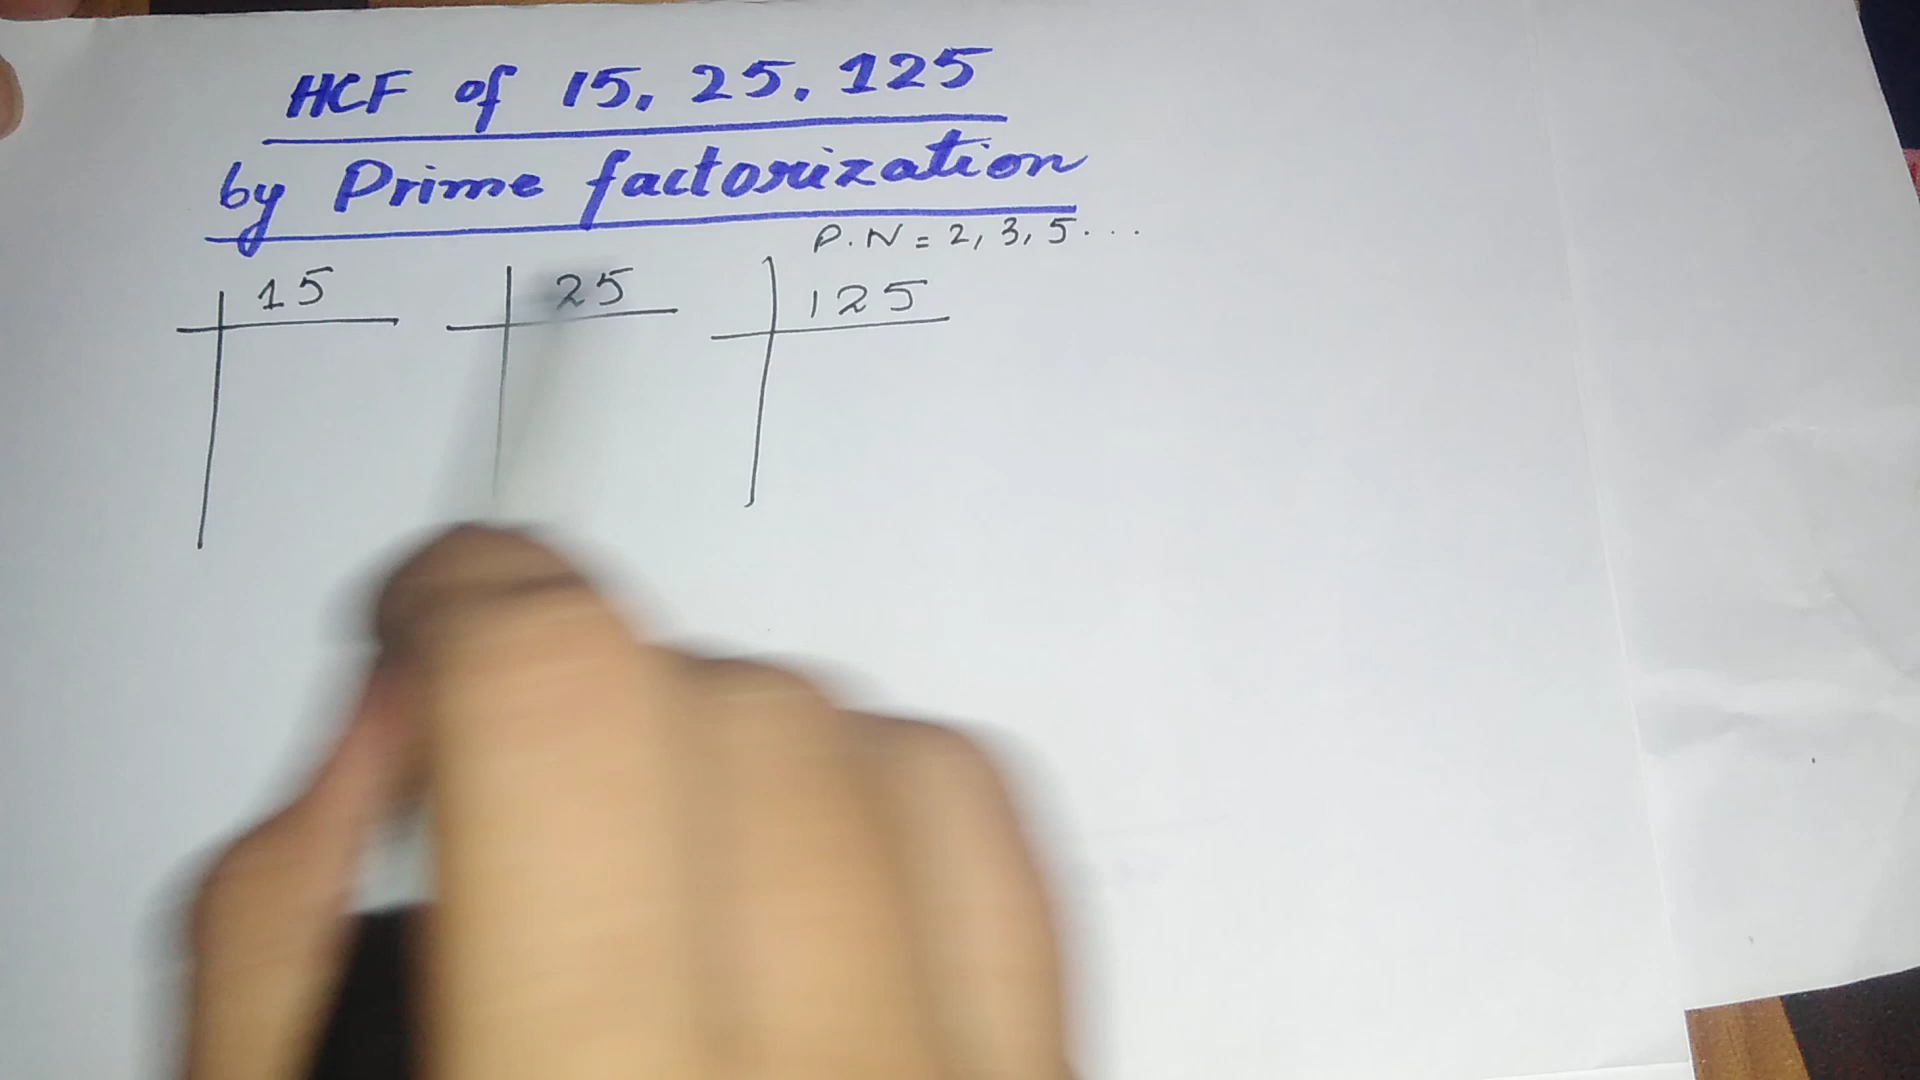 HCF of 15, 25, 125
by Prime factorization
P.N = 2, 3, 5 . . .
15 25 125